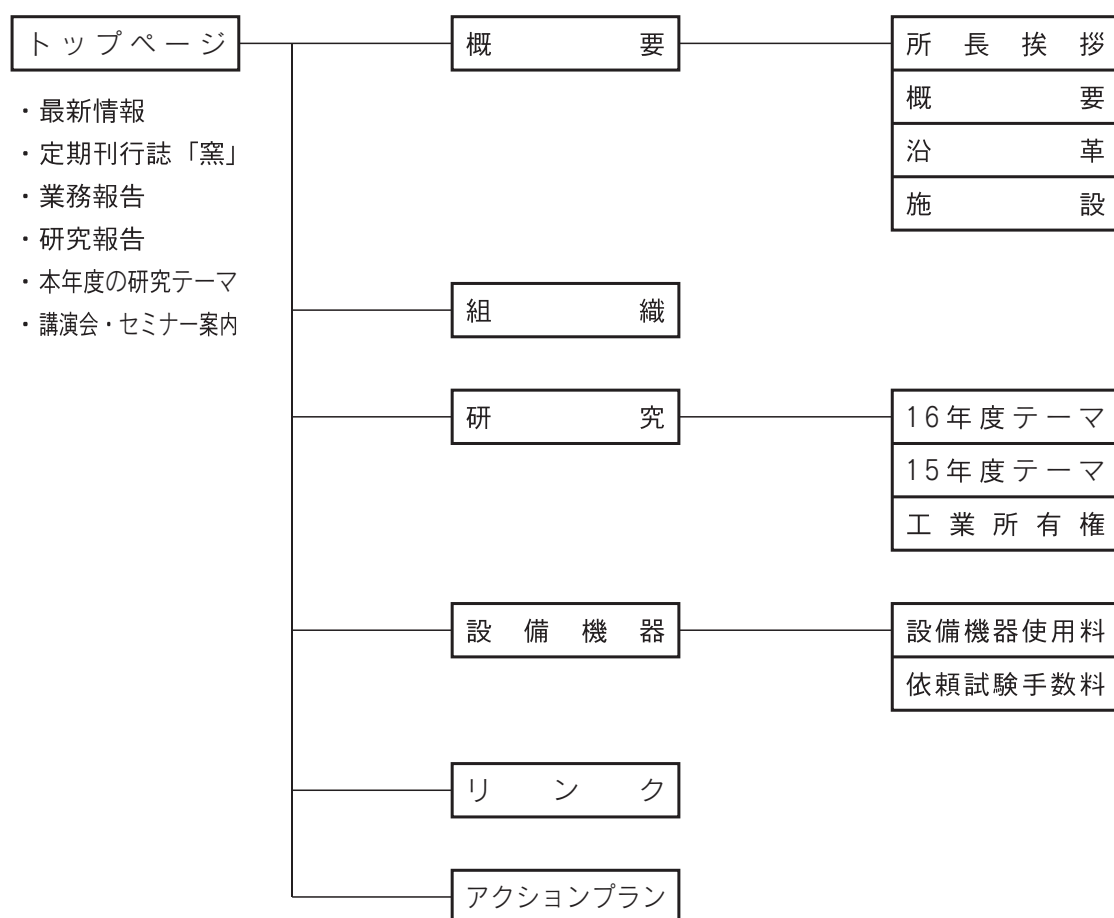 トップページ
・最新情報
・定期刊行誌「窯」
・業務報告
・研究報告
・本年度の研究テーマ
・講演会・セミナー案内
概要
所長挨拶
概要
沿革
施設
組織
研究
16年度テーマ
15年度テーマ
工業所有権
設備機器
設備機器使用料
依頼試験手数料
リンク
アクションプラン